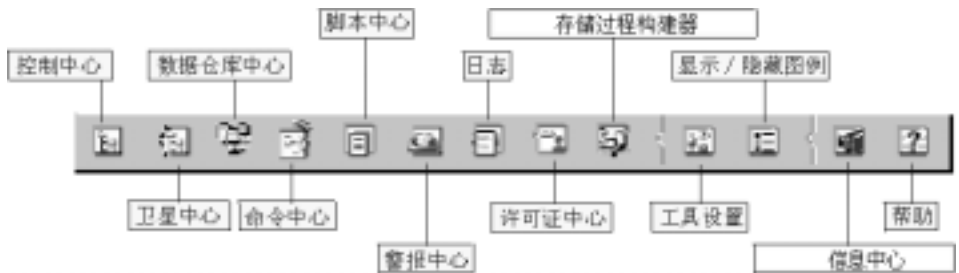 脚本中心
存储过程构建器
控制中心
数据仓库中心
日志
显示 / 隐藏图例
卫星中心
命令中心
许可证中心
工具设置
帮助
警报中心
信息中心